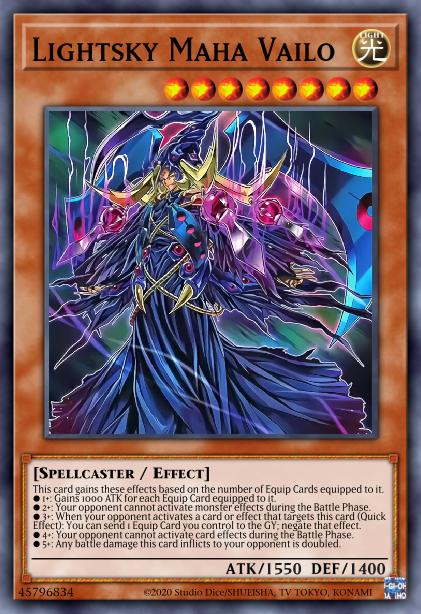 LIGHTSKY MAHA VAILO
LIGHT
光
[SPELLCASTER / EFFECT]
This card gains these effects based on the number of Equip Cards equipped to it.
● 1+: Gains 1000 ATK for each Equip Card equipped to it.
● 2+: Your opponent cannot activate monster effects during the Battle Phase.
● 3+: When your opponent activates a card or effect that targets this card (Quick
Effect): You can send 1 Equip Card you control to the GY; negate that effect.
● 4+: Your opponent cannot activate card effects during the Battle Phase.
● 5+: Any battle damage this card inflicts to your opponent is doubled.
ATK/1550 DEF/1400
45796834
©2020 Studio Dice/SHUEISHA, TV TOKYO, KONAMI